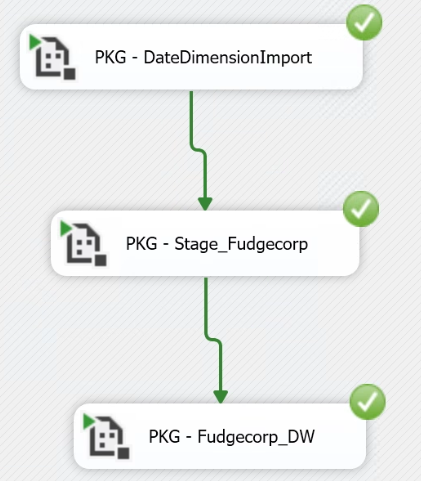 PKG - DateDimensionImport
PKG - Stage_Fudgecorp
PKG - Fudgecorp_DW